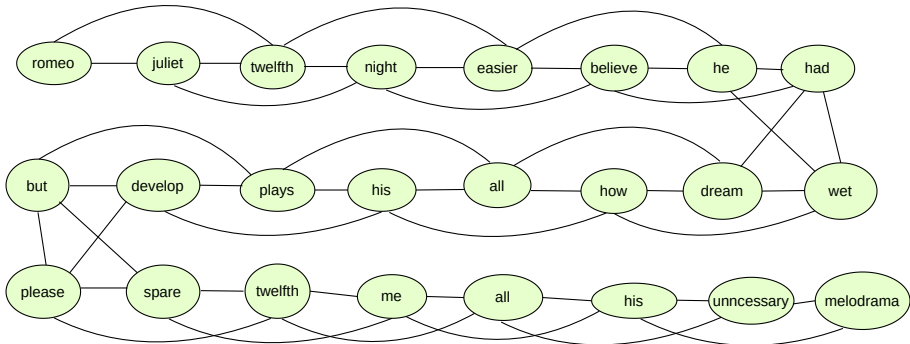 romeo juliet twelfth night easier believe he had
but develop plays his all how dream wet
please spare twelfth me all his unncessary melodrama